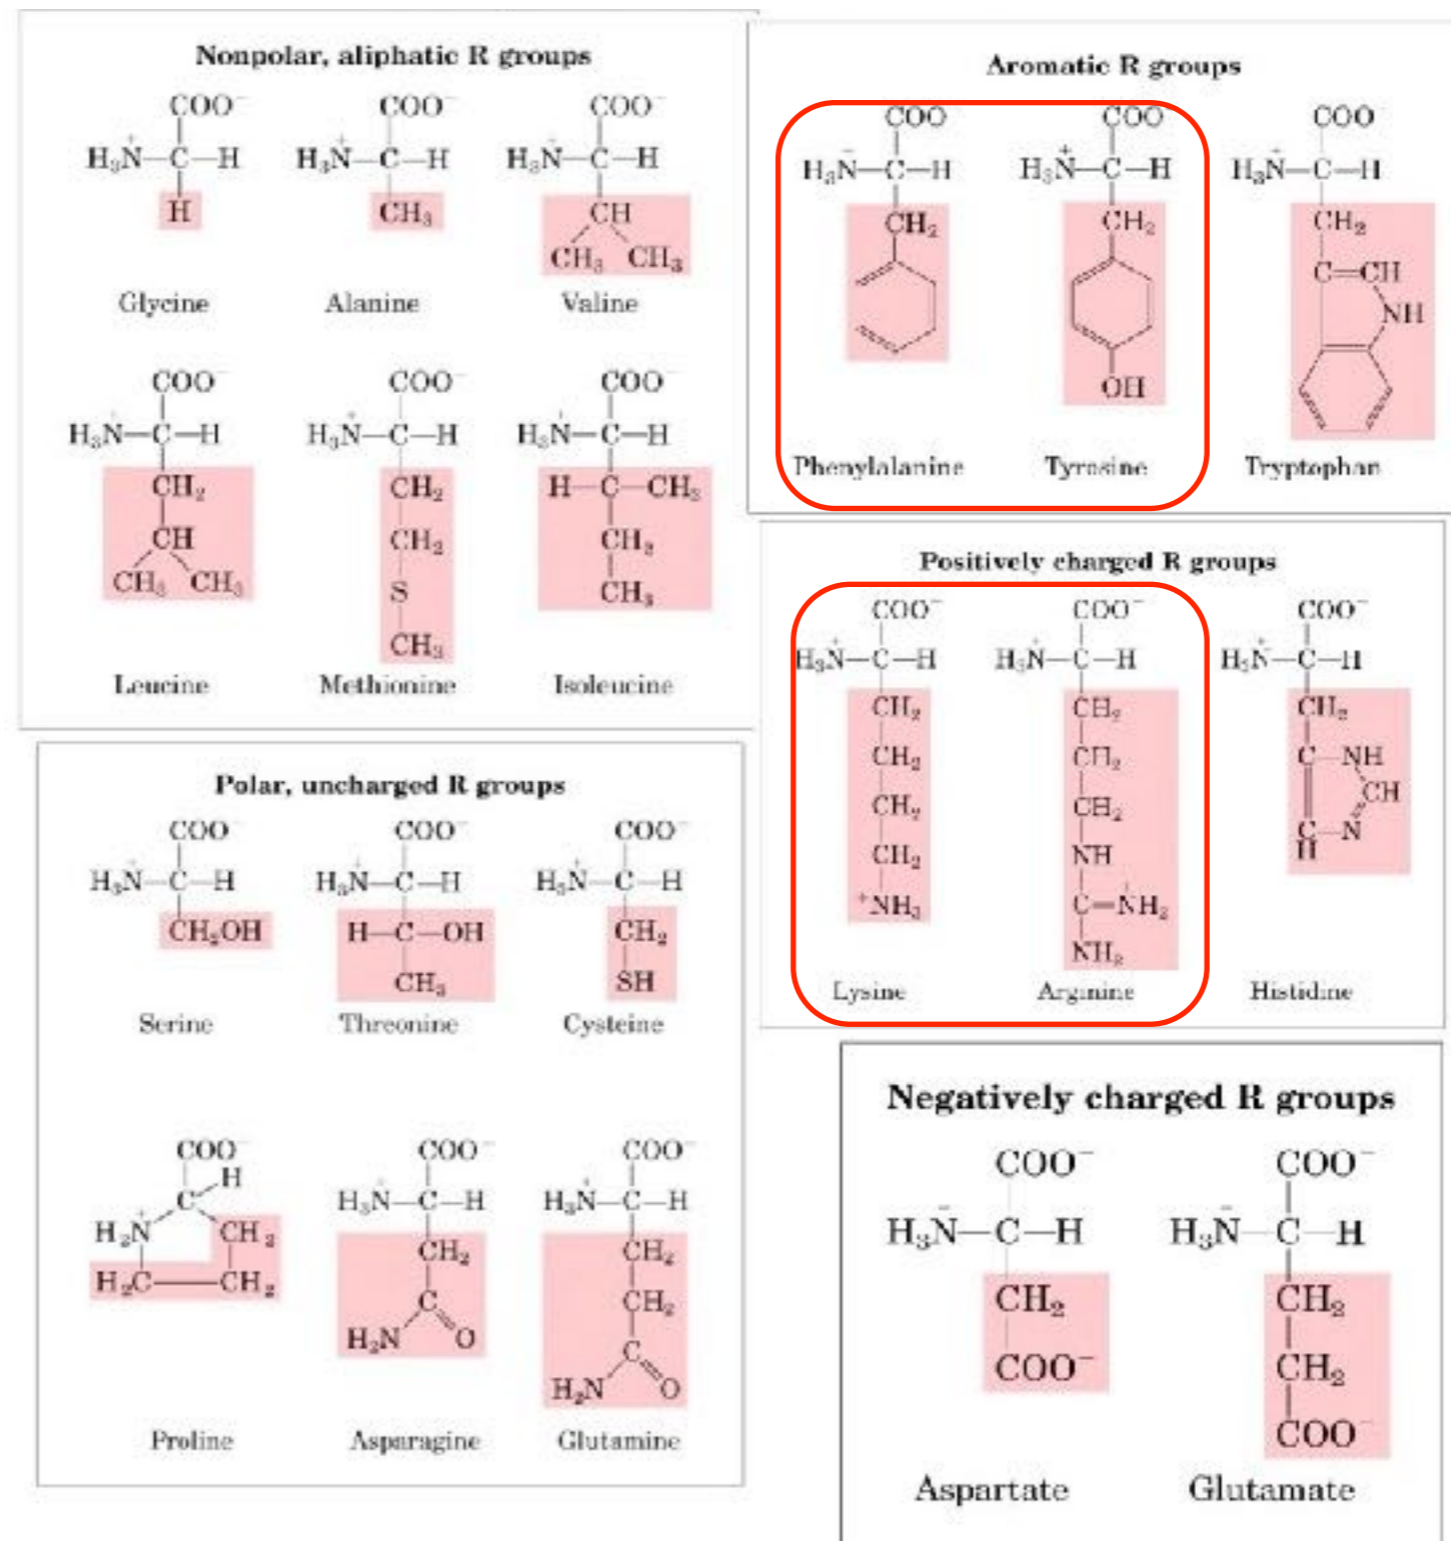 Nonpolar, aliphatic R groups
COO⁻ COO⁻ COO⁻
H₃N⁺—C—H H₃N⁺—C—H H₃N⁻—C—H
H CH₃ CH
CH₃ CH₃
Glycine Alanine Valine
COO⁻ COO⁻ COO⁻
H₃N⁺—C—H H₃N⁺—C—H H₃N⁺—C—H
CH₂ CH₂ H—C—CH₃
CH CH₂ CH₂
CH₃ CH₃ S CH₃
CH₃
Leucine Methionine Isoleucine
Aromatic R groups
COO COO COO⁻
H₃N⁻—C—H H₃N⁺—C—H H₃N⁺—C—H
CH₂ CH₂ CH₂
C=CH
NH
OH
Phenylalanine Tyrosine Tryptophan
Positively charged R groups
COO⁻ COO⁻ COO⁻
H₃N⁺—C—H H₃N⁺—C—H H₃N⁺—C—H
CH₂ CH₂ CH₂
CH₂ CH₂ C—NH
CH₂ CH₂ CH
CH₂ NH C—N
⁺NH₃ C=N⁺H₂ H
NH₂
Lysine Arginine Histidine
Polar, uncharged R groups
COO⁻ COO⁻ COO⁻
H₃N⁺—C—H H₃N⁺—C—H H₃N⁺—C—H
CH₂OH H—C—OH CH₂
CH₃ SH
Serine Threonine Cysteine
COO⁻ COO⁻ COO⁻
H
C H₃N⁺—C—H H₃N⁺—C—H
H₂N⁺ CH₂ CH₂ CH₂
H₂C—CH₂ C CH₂
H₂N O C
H₂N O
Proline Asparagine Glutamine
Negatively charged R groups
COO⁻ COO⁻
H₃N⁻—C—H H₃N⁻—C—H
CH₂ CH₂
COO⁻ CH₂
COO⁻
Aspartate Glutamate